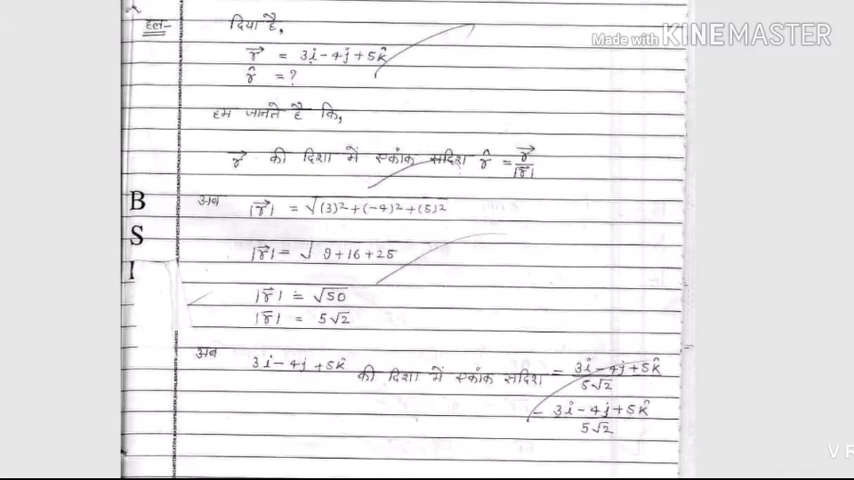 हल:-
दिया है,
Made with KINEMASTER
r⃗ = 3i - 4j + 5k̂
r̂ = ?
हम जानते है कि,
r⃗ की दिशा में एकांक सदिश r̂ = r⃗/|r⃗|
अब |r⃗| = √(3)² + (-4)² + (5)²
B
S
I
|r⃗| = √9 + 16 + 25
|r⃗| = √50
|r⃗| = 5√2
अब 3i - 4j + 5k̂ की दिशा में एकांक सदिश = 3i - 4j + 5k̂/5√2
= 3i - 4j + 5k̂/5√2
V R